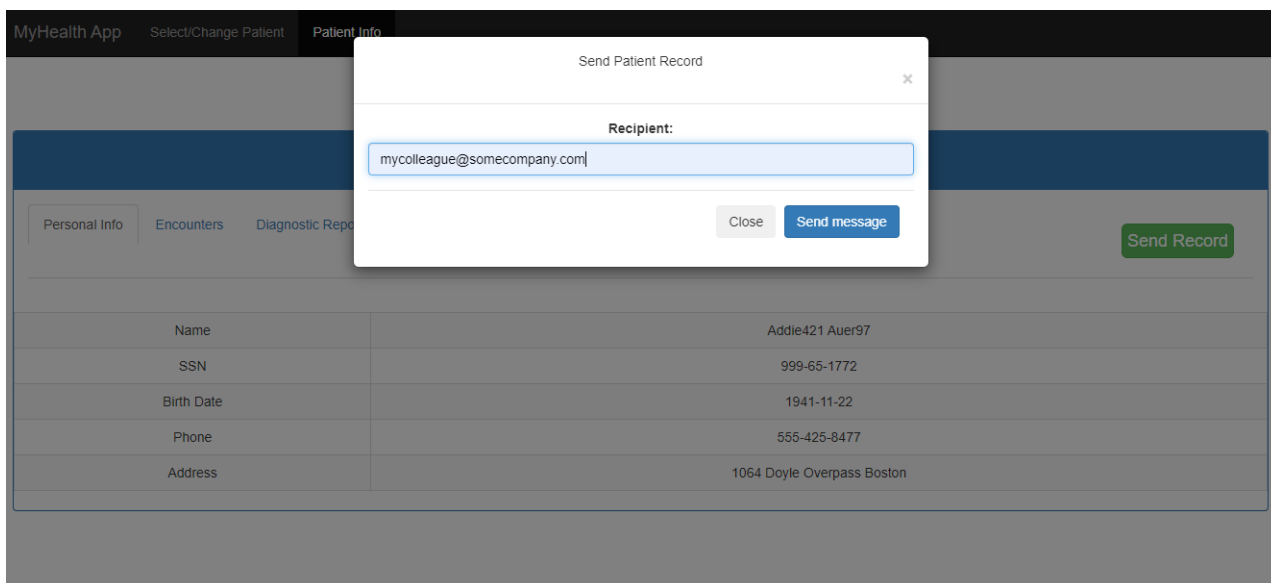 MyHealth App Select/Change Patient Patient Info
Send Patient Record
×
Recipient:
mycolleague@somecompany.com
Close Send message
Personal Info Encounters Diagnostic Repo
Send Record
Name Addie421 Auer97
SSN 999-65-1772
Birth Date 1941-11-22
Phone 555-425-8477
Address 1064 Doyle Overpass Boston